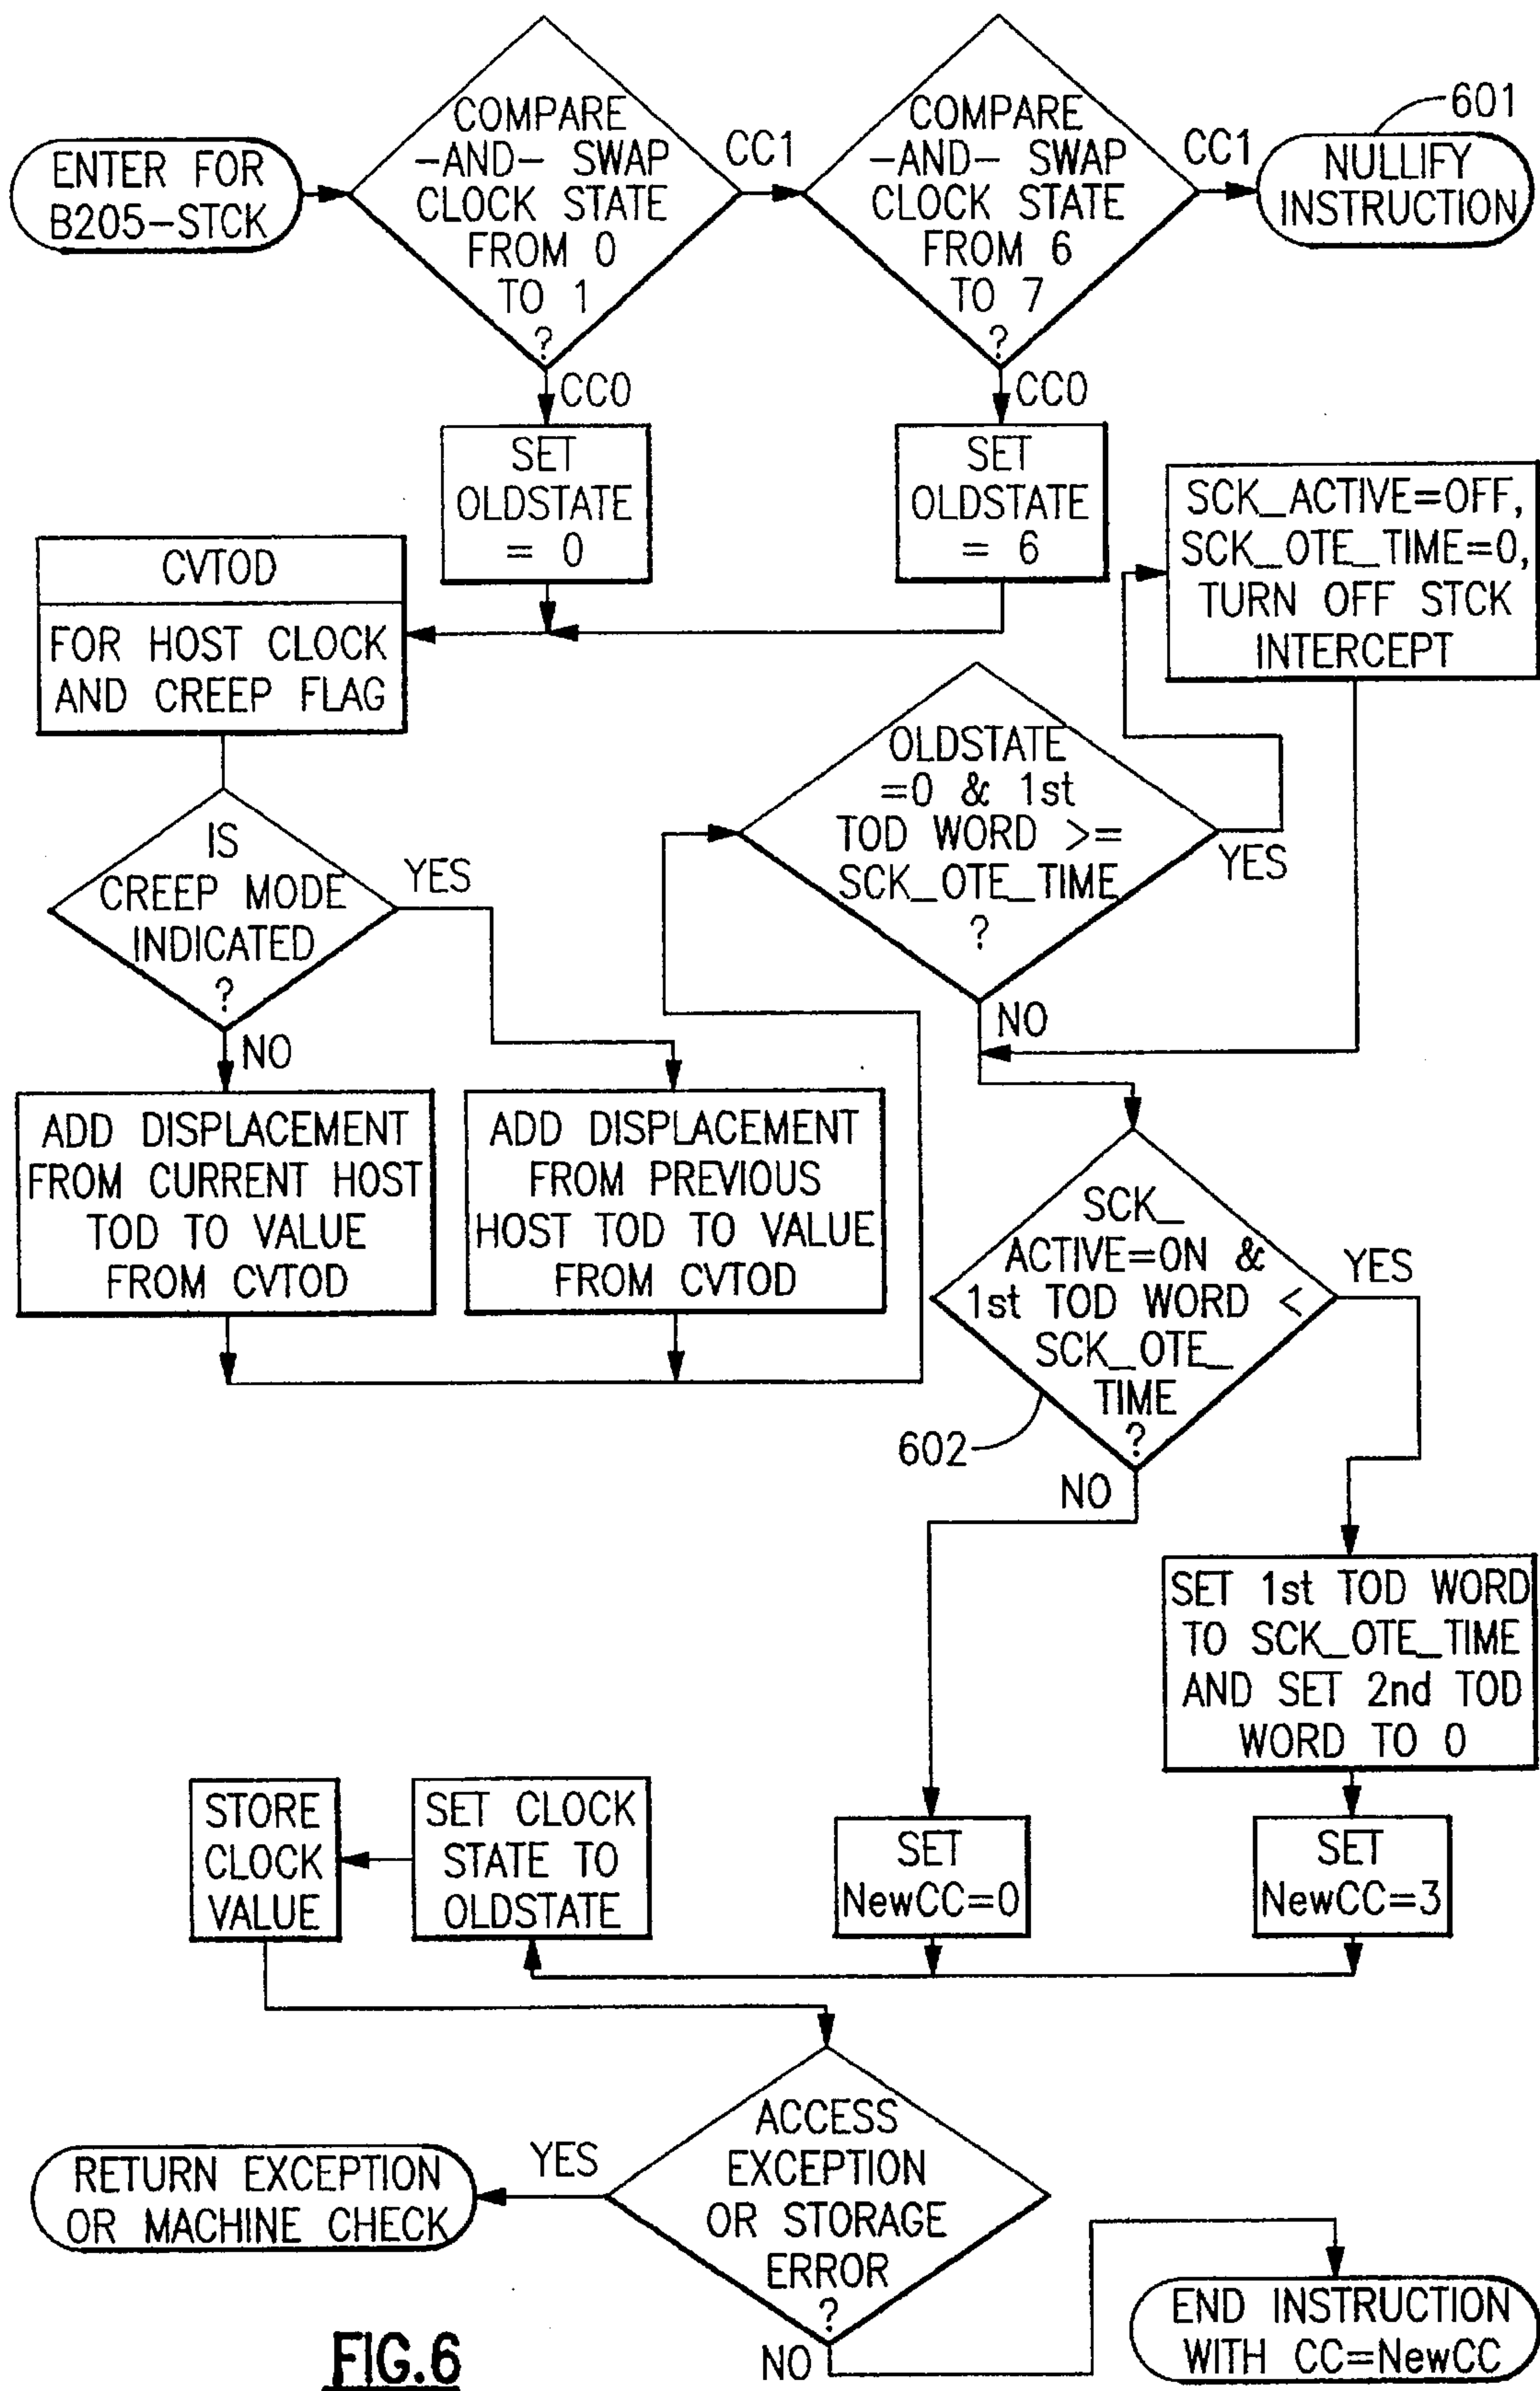 ENTER FOR
B205-STCK
COMPARE
-AND- SWAP
CLOCK STATE
FROM 0
TO 1
?
CC1
COMPARE
-AND- SWAP
CLOCK STATE
FROM 6
TO 7
?
CC1
601
NULLIFY
INSTRUCTION
CC0
SET
OLDSTATE
= 0
CC0
SET
OLDSTATE
= 6
SCK_ACTIVE=OFF,
SCK_OTE_TIME=0,
TURN OFF STCK
INTERCEPT
CVTOD
FOR HOST CLOCK
AND CREEP FLAG
OLDSTATE
=0 & 1st
TOD WORD >=
SCK_OTE_TIME
?
YES
NO
IS
CREEP MODE
INDICATED
?
YES
NO
ADD DISPLACEMENT
FROM CURRENT HOST
TOD TO VALUE
FROM CVTOD
ADD DISPLACEMENT
FROM PREVIOUS
HOST TOD TO VALUE
FROM CVTOD
SCK_
ACTIVE=ON &
1st TOD WORD <
SCK_OTE_
TIME
?
YES
602
NO
SET 1st TOD WORD
TO SCK_OTE_TIME
AND SET 2nd TOD
WORD TO 0
STORE
CLOCK
VALUE
SET CLOCK
STATE TO
OLDSTATE
SET
NewCC=0
SET
NewCC=3
ACCESS
EXCEPTION
OR STORAGE
ERROR
?
YES
RETURN EXCEPTION
OR MACHINE CHECK
NO
END INSTRUCTION
WITH CC=NewCC
FIG.6